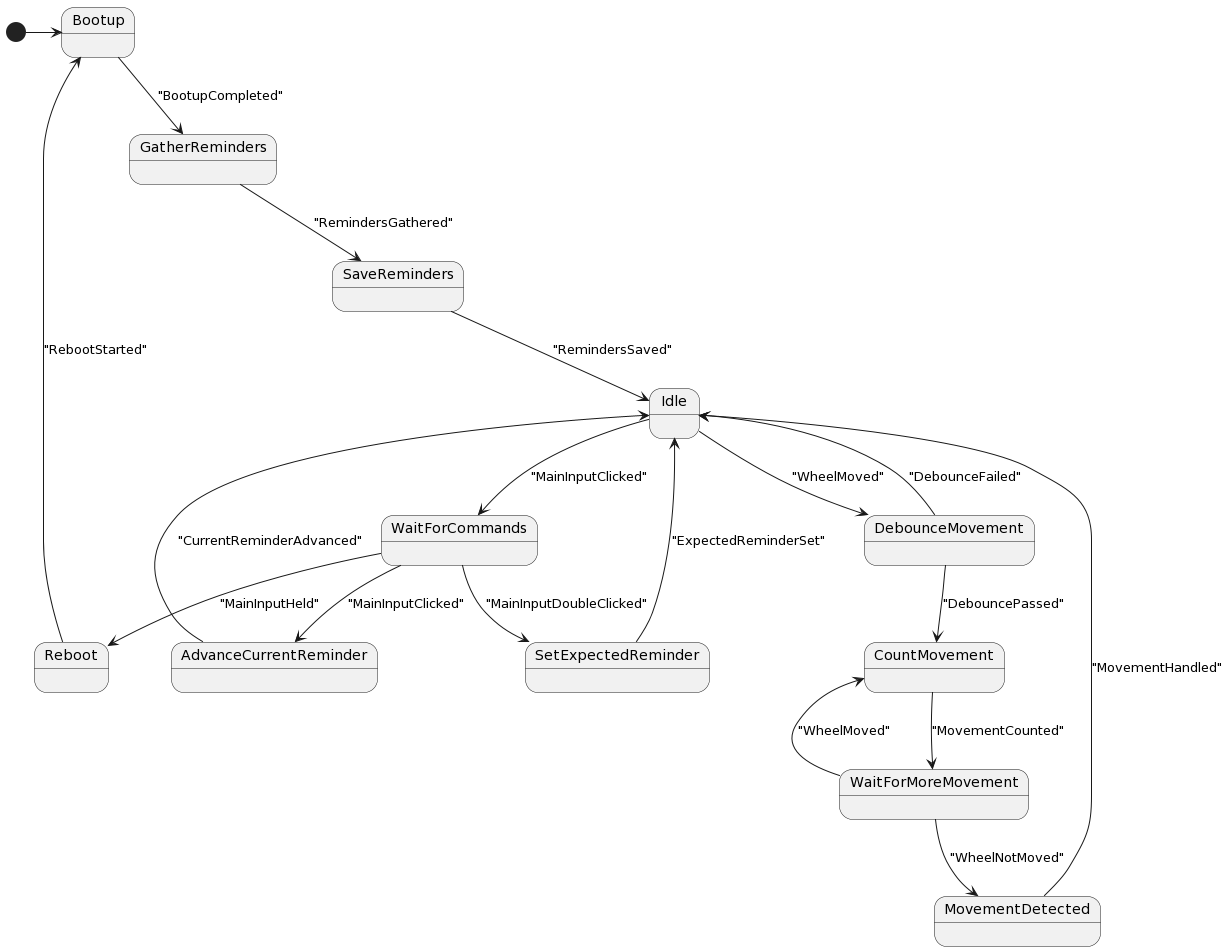 Bootup
"BootupCompleted"
GatherReminders
"RemindersGathered"
SaveReminders
"RebootStarted"
"RemindersSaved"
Idle
"MainInputClicked"
"WheelMoved"
"DebounceFailed"
WaitForCommands
DebounceMovement
"CurrentReminderAdvanced"
"ExpectedReminderSet"
"MainInputHeld"
"MainInputClicked"
"MainInputDoubleClicked"
"DebouncePassed"
Reboot
AdvanceCurrentReminder
SetExpectedReminder
CountMovement
"MovementHandled"
"WheelMoved"
"MovementCounted"
WaitForMoreMovement
"WheelNotMoved"
MovementDetected